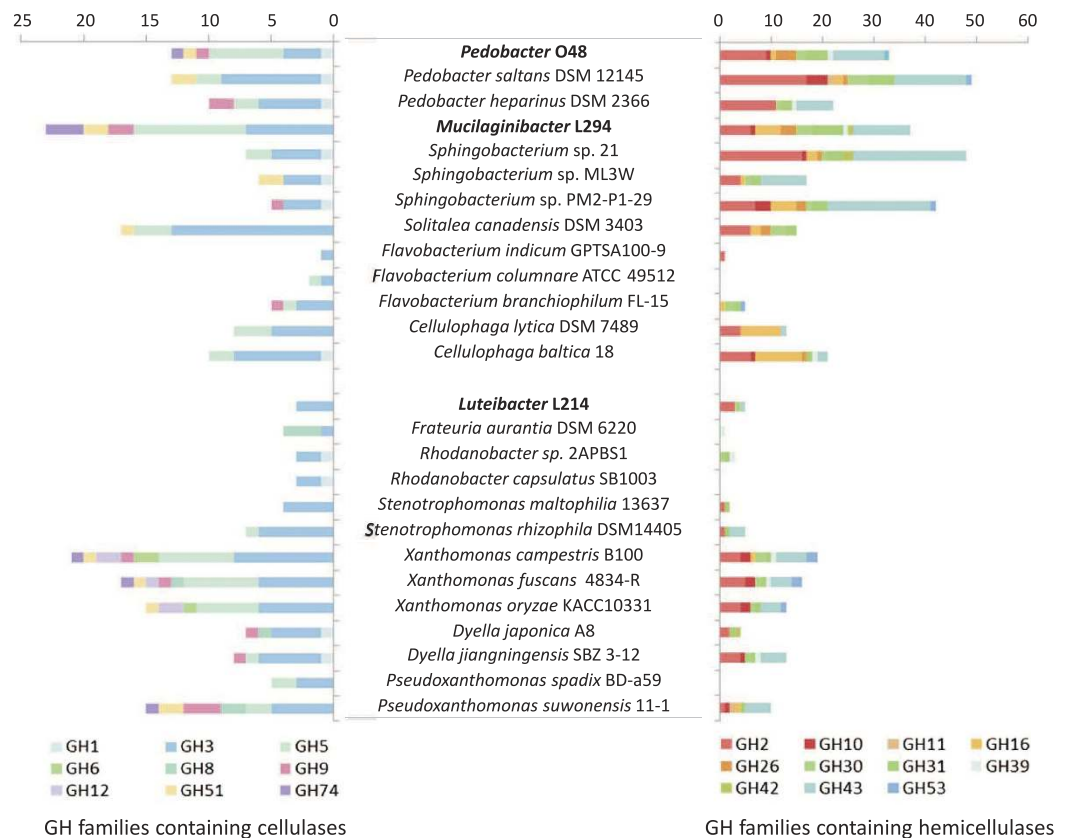 25 20 15 10 5 0 0 10 20 30 40 50 60
Pedobacter O48
Pedobacter saltans DSM 12145
Pedobacter heparinus DSM 2366
Mucilaginibacter L294
Sphingobacterium sp. 21
Sphingobacterium sp. ML3W
Sphingobacterium sp. PM2-P1-29
Solitalea canadensis DSM 3403
Flavobacterium indicum GPTSA100-9
Flavobacterium columnare ATCC 49512
Flavobacterium branchiophilum FL-15
Cellulophaga lytica DSM 7489
Cellulophaga baltica 18
Luteibacter L214
Frateuria aurantia DSM 6220
Rhodanobacter sp. 2APBS1
Rhodanobacter capsulatus SB1003
Stenotrophomonas maltophilia 13637
Stenotrophomonas rhizophila DSM14405
Xanthomonas campestris B100
Xanthomonas fuscans 4834-R
Xanthomonas oryzae KACC10331
Dyella japonica A8
Dyella jiangningensis SBZ 3-12
Pseudoxanthomonas spadix BD-a59
Pseudoxanthomonas suwonensis 11-1
GH1 GH3 GH5
GH6 GH8 GH9
GH12 GH51 GH74
GH families containing cellulases
GH2 GH10 GH11 GH16
GH26 GH30 GH31 GH39
GH42 GH43 GH53
GH families containing hemicellulases